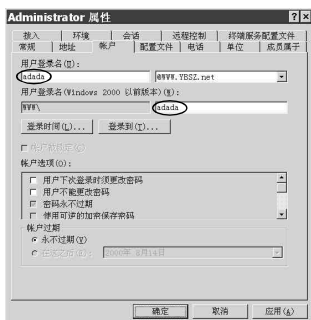 Administrator 属性
拨入 环境 会话 远程控制 终端服务配置文件
常规 地址 帐户 配置文件 电话 单位 成员属于
用户登录名(U):
adada @WWW.YBSZ.net
用户登录名(Windows 2000 以前版本)(W):
WWW\ adada
登录时间(L)... 登录到(T)...
帐户选项(O):
用户下次登录时须更改密码
用户不能更改密码
密码永不过期
使用可逆的加密保存密码
帐户过期
永不过期(V)
2000年 9月14日
确定 取消 应用(A)